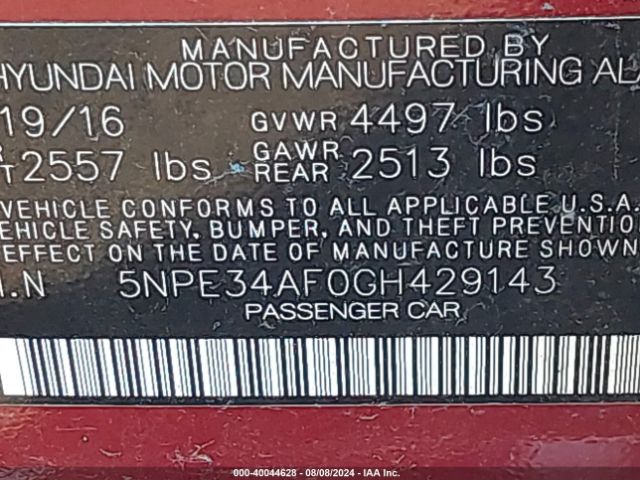 MANUFACTURED BY
HYUNDAI MOTOR MANUFACTURING AL
19/16 GVWR 4497 lbs
2557 lbs GAWR REAR 2513 lbs
VEHICLE CONFORMS TO ALL APPLICABLE U.S.A.
VEHICLE SAFETY, BUMPER, AND THEFT PREVENTION
EFFECT ON THE DATE OF MANUFACTURE SHOWN
I.N 5NPE34AF0GH429143
PASSENGER CAR
000-40044628 - 08/08/2024 - IAA Inc.